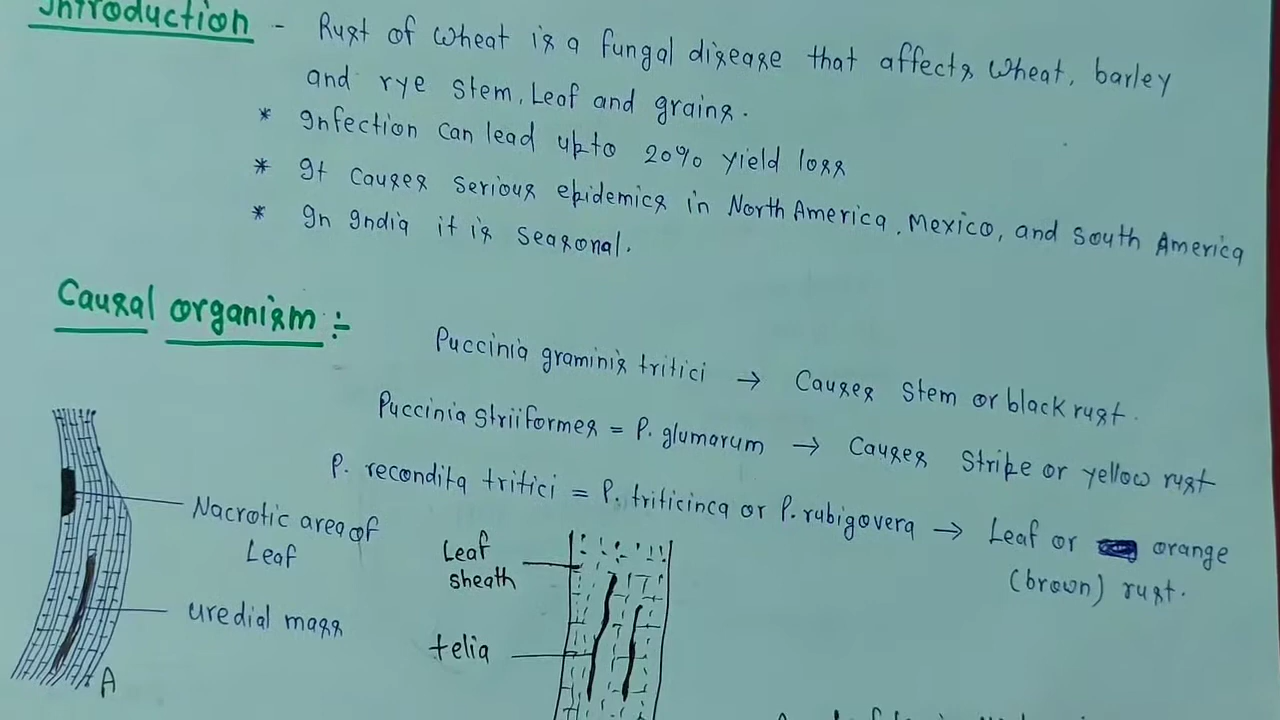 Introduction - Rust of wheat is a fungal disease that affects wheat, barley
and rye stem, Leaf and grains.
* Infection can lead upto 20% yield loss
* It causes serious epidemics in North America, Mexico, and South America
* In India it is seasonal.
Causal organism :-
Puccinia graminis tritici → Causes stem or black rust.
Puccinia striiformes = P. glumarum → Causes stripe or yellow rust
P. recondita tritici = P. triticinca or P. rubigovera → Leaf or orange
(brown) rust.
Nacrotic area of
Leaf
uredial mass
A
Leaf
sheath
telia